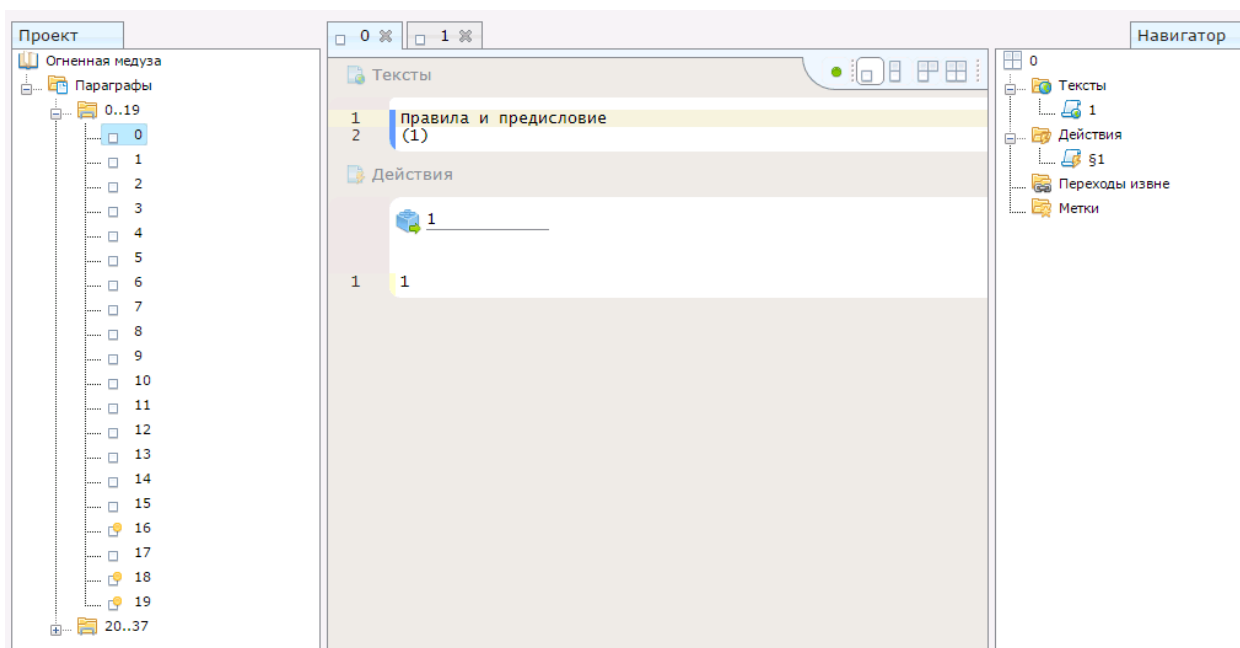 Проект
Огненная медуза
Параграфы
0..19
0
1
2
3
4
5
6
7
8
9
10
11
12
13
14
15
16
17
18
19
20..37
0
1
Тексты
1 Правила и предисловие
2 (1)
Действия
1
1 1
Навигатор
0
Тексты
1
Действия
§1
Переходы извне
Метки